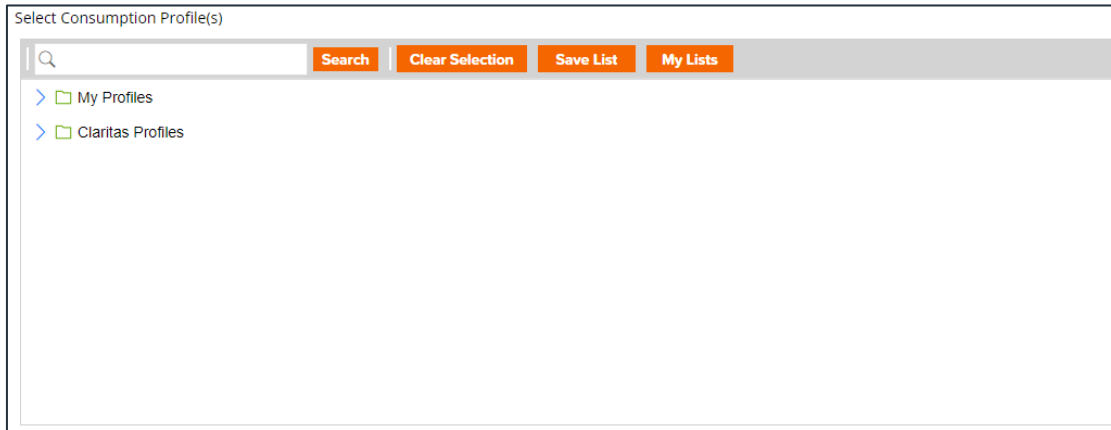 Select Consumption Profile(s)
Search Clear Selection Save List My Lists
My Profiles
Claritas Profiles